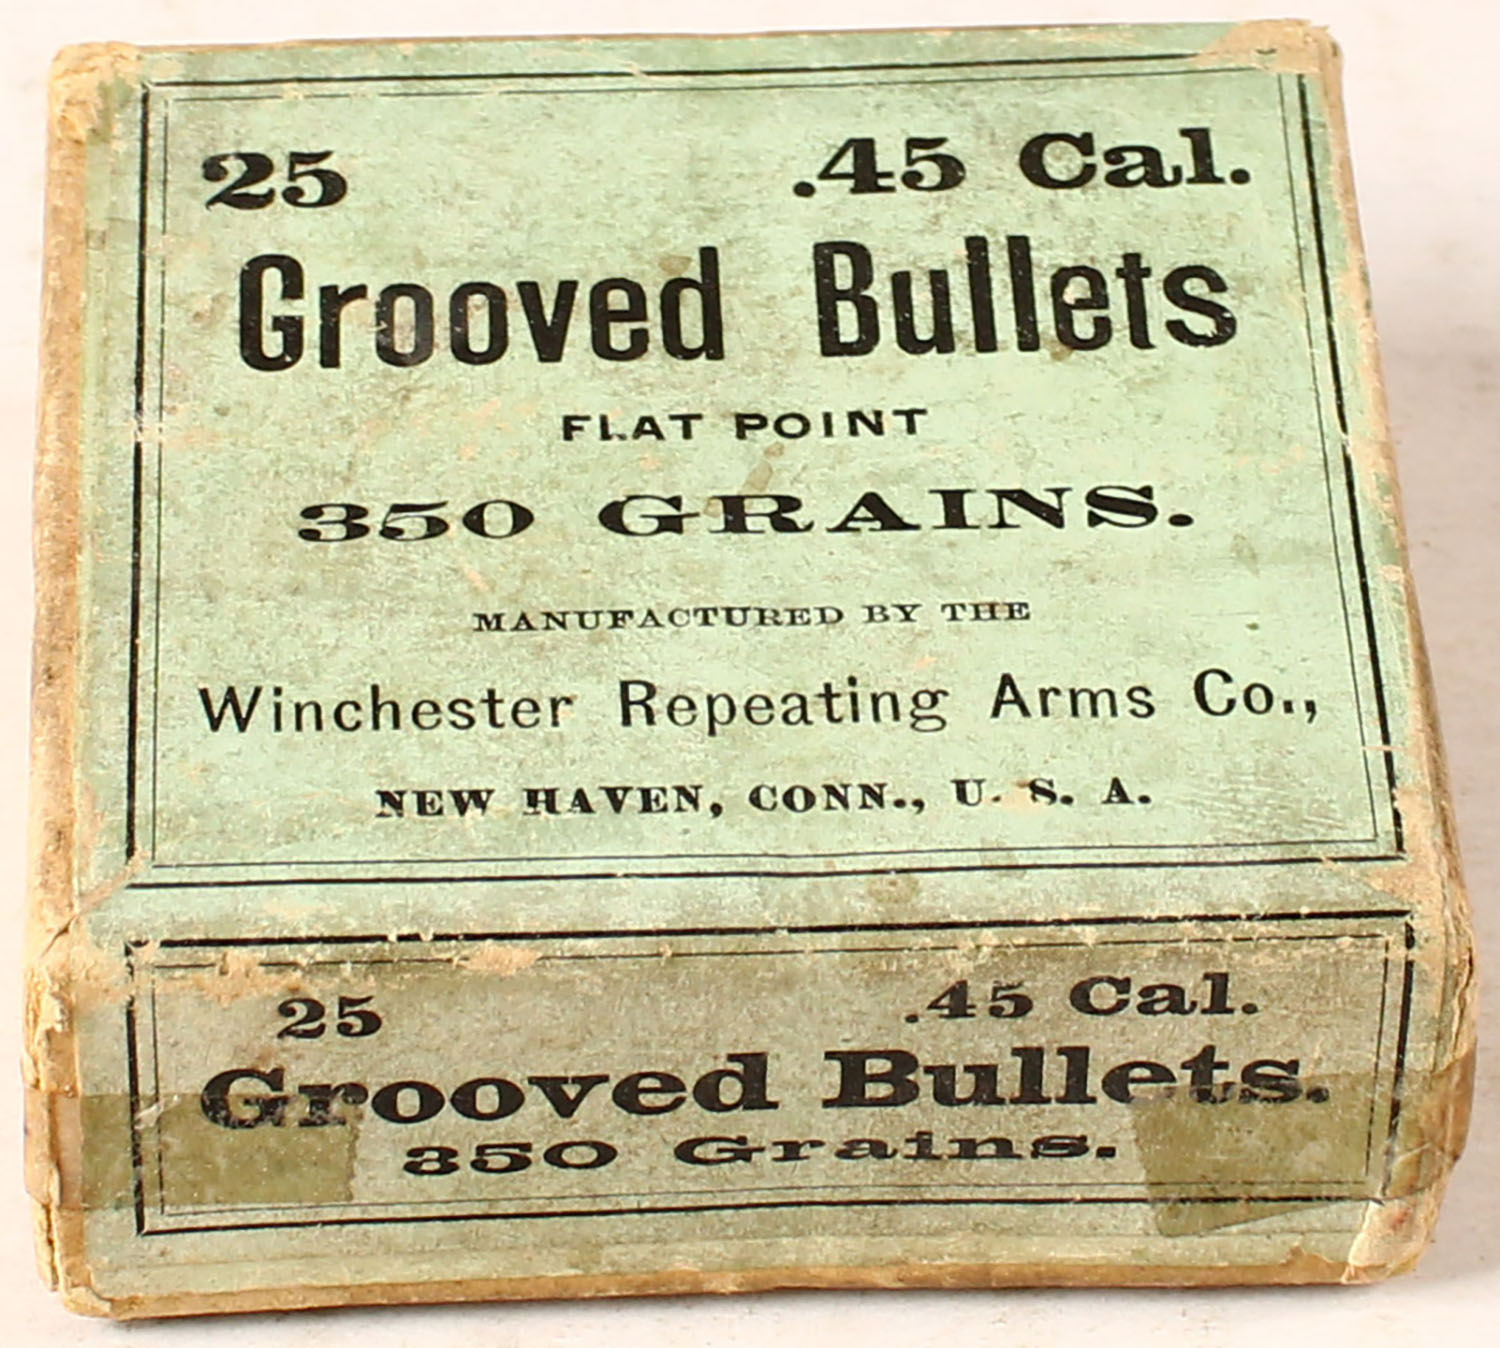 25 .45 Cal.
Grooved Bullets
FLAT POINT
350 GRAINS.
MANUFACTURED BY THE
Winchester Repeating Arms Co.,
NEW HAVEN, CONN., U. S. A.
25 .45 Cal.
Grooved Bullets.
350 Grains.